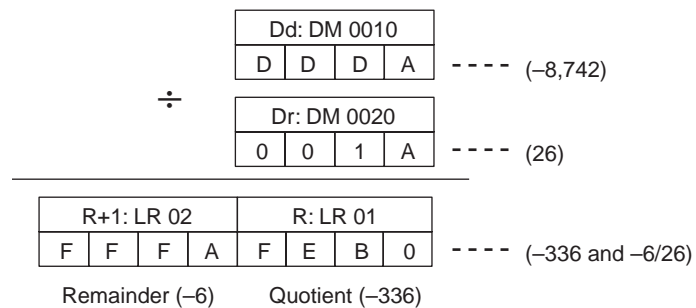 Dd: DM 0010
D D D A - - - - (–8,742)
÷
Dr: DM 0020
0 0 1 A - - - - (26)
R+1: LR 02 R: LR 01
F F F A F E B 0 - - - - (–336 and –6/26)
Remainder (–6) Quotient (–336)